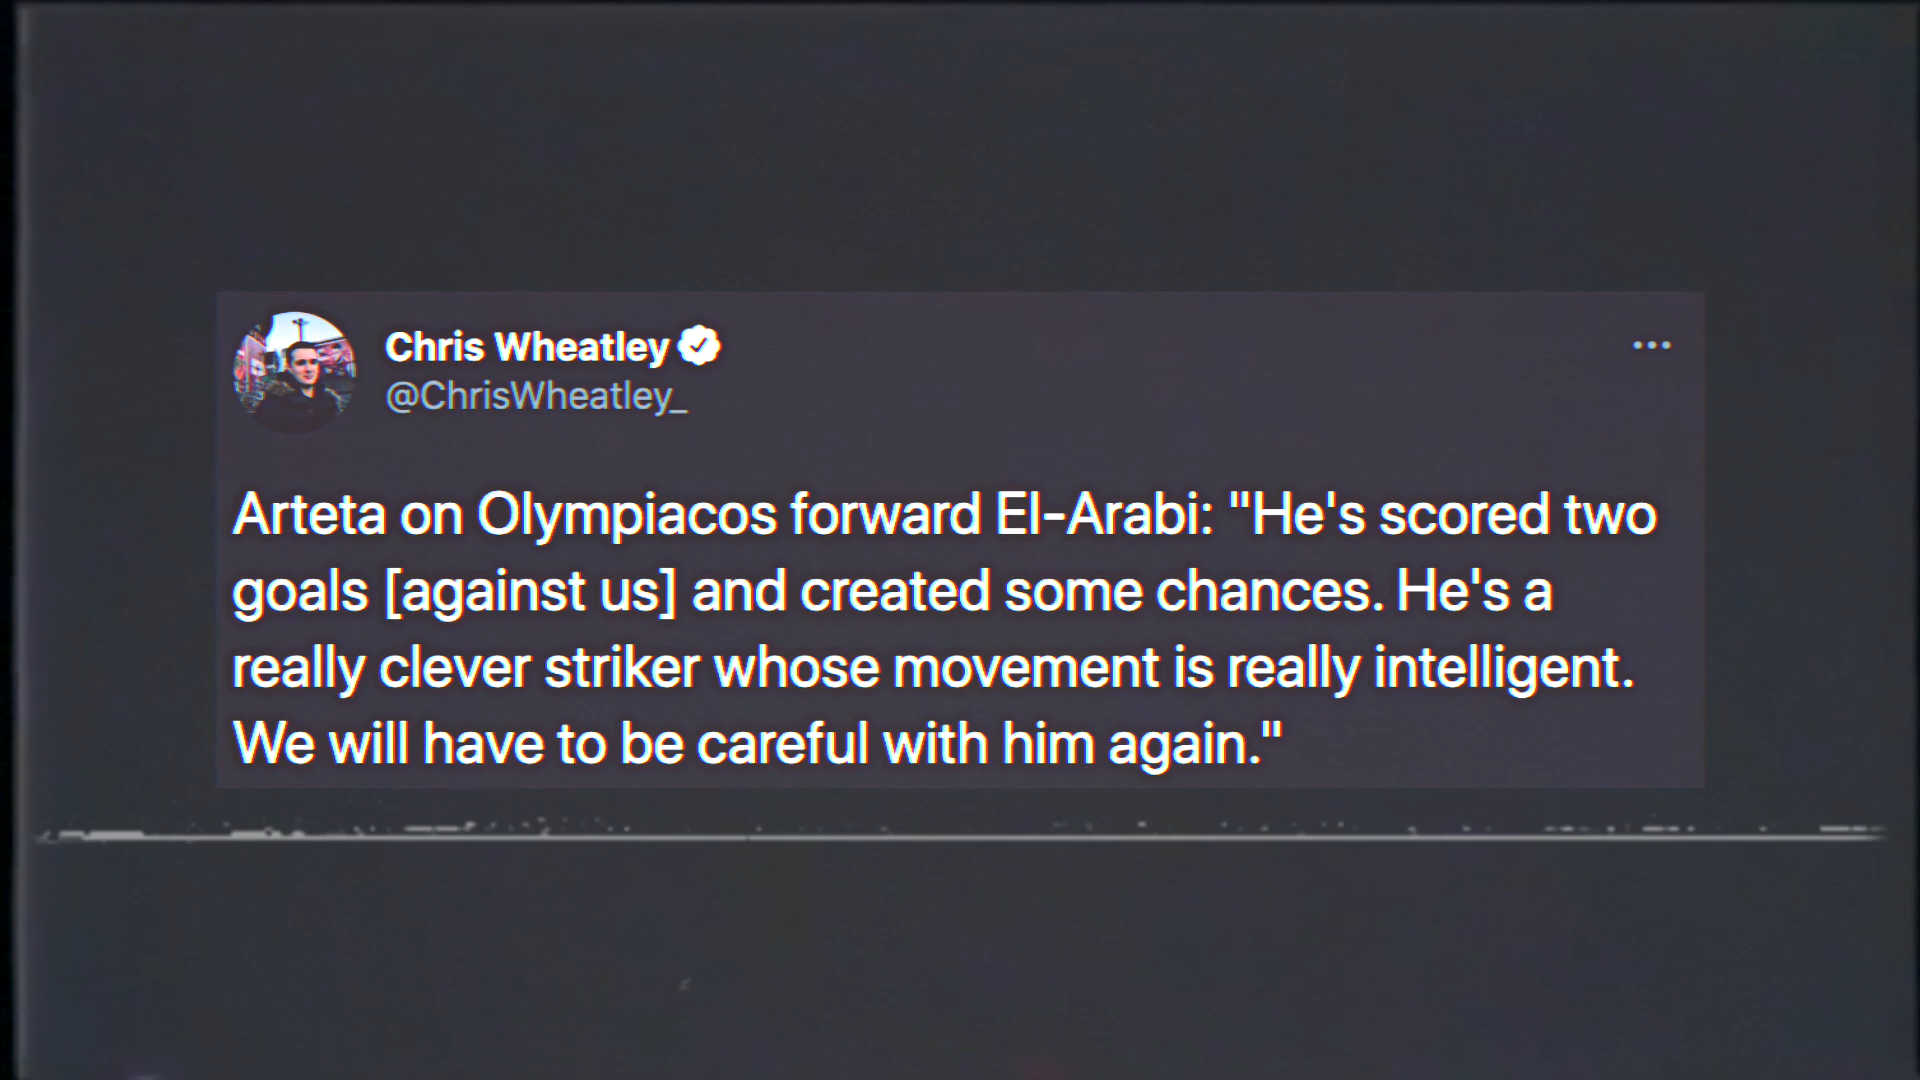 Chris Wheatley
@ChrisWheatley_
Arteta on Olympiacos forward El-Arabi: "He's scored two
goals [against us] and created some chances. He's a
really clever striker whose movement is really intelligent.
We will have to be careful with him again."